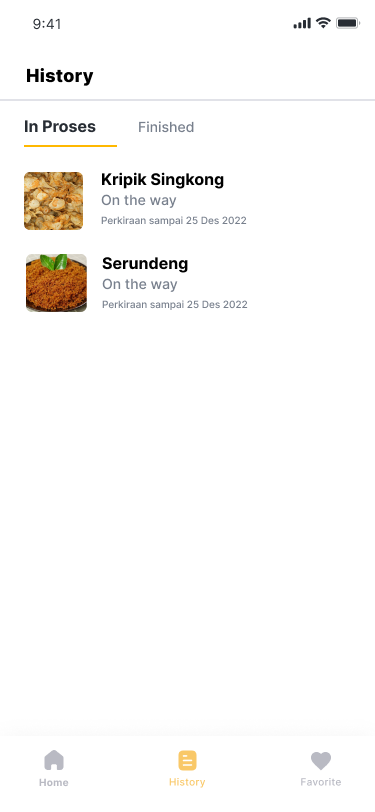 9:41
History
In Proses
Finished
Kripik Singkong
On the way
Perkiraan sampai 25 Des 2022
Serundeng
On the way
Perkiraan sampai 25 Des 2022
Home
History
Favorite